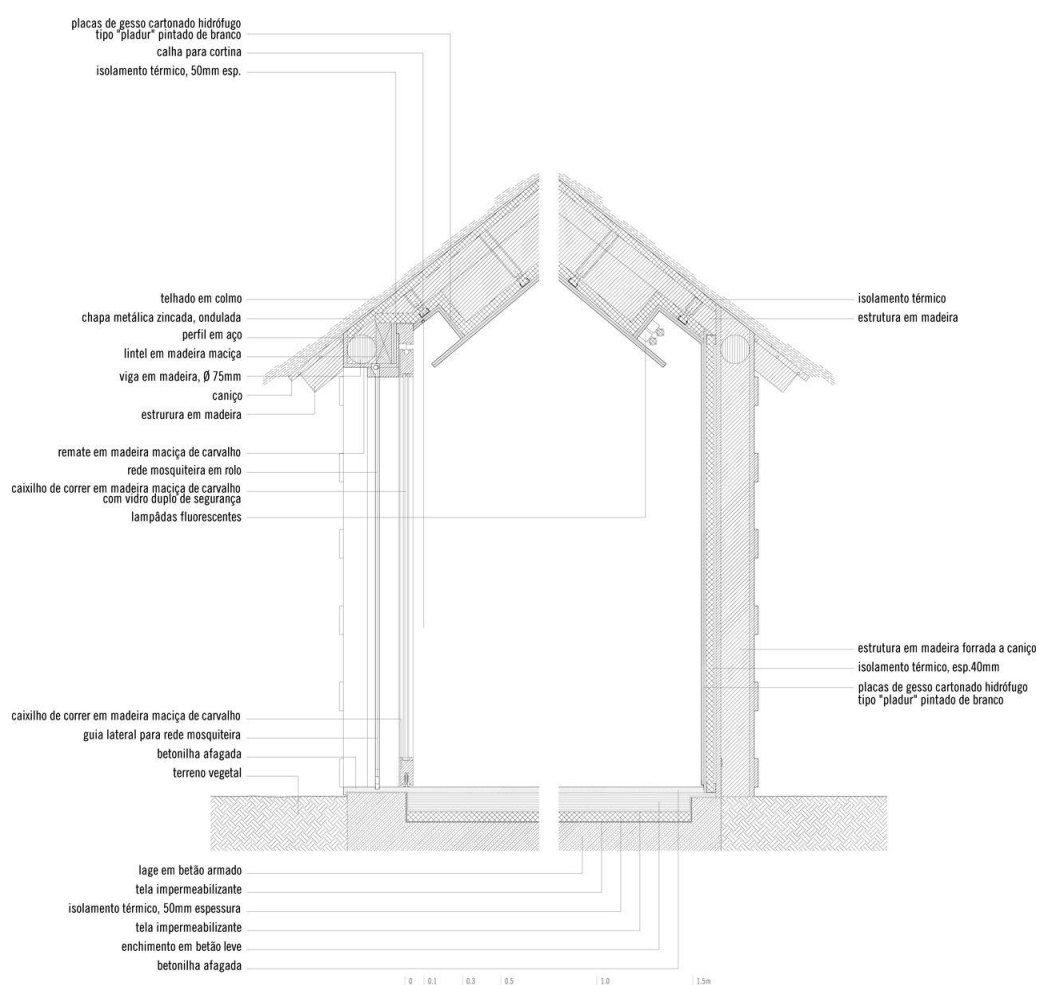 placas de gesso cartonado hidrófugo
tipo "pladur" pintado de branco
calha para cortina
isolamento térmico, 50mm esp.
telhado em colmo
chapa metálica zincada, ondulada
perfil em aço
lintel em madeira maciça
viga em madeira, Ø 75mm
caniço
estrurura em madeira
remate em madeira maciça de carvalho
rede mosquiteira em rolo
caixilho de correr em madeira maciça de carvalho
com vidro duplo de segurança
lampâdas fluorescentes
caixilho de correr em madeira maciça de carvalho
guia lateral para rede mosquiteira
betonilha afagada
terreno vegetal
isolamento térmico
estrutura em madeira
estrutura em madeira forrada a caniço
isolamento térmico, esp.40mm
placas de gesso cartonado hidrófugo
tipo "pladur" pintado de branco
lage em betão armado
tela impermeabilizante
isolamento térmico, 50mm espessura
tela impermeabilizante
enchimento em betão leve
betonilha afagada
0 0.1 0.3 0.5 1.0 1.5m